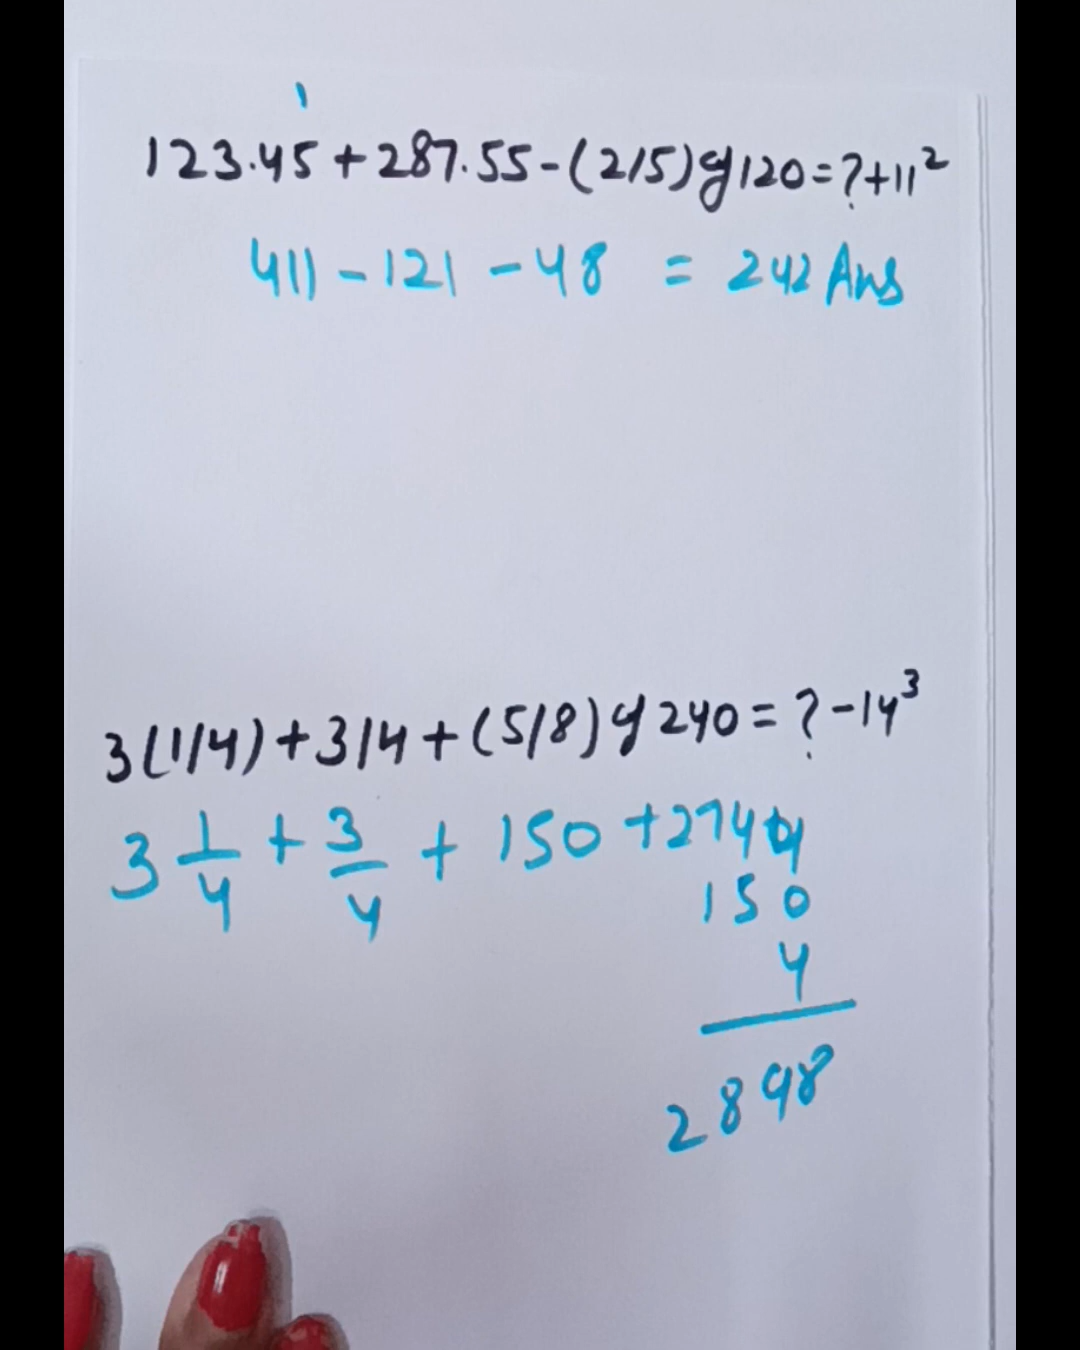 123.45 + 287.55 - (2/5) of 120 = ? + 11²
411 - 121 - 48 = 242 Ans
3(1/4) + 3/4 + (5/8) of 240 = ? - 14³
3 1/4 + 3/4 + 150 + 2744
150
4
2898